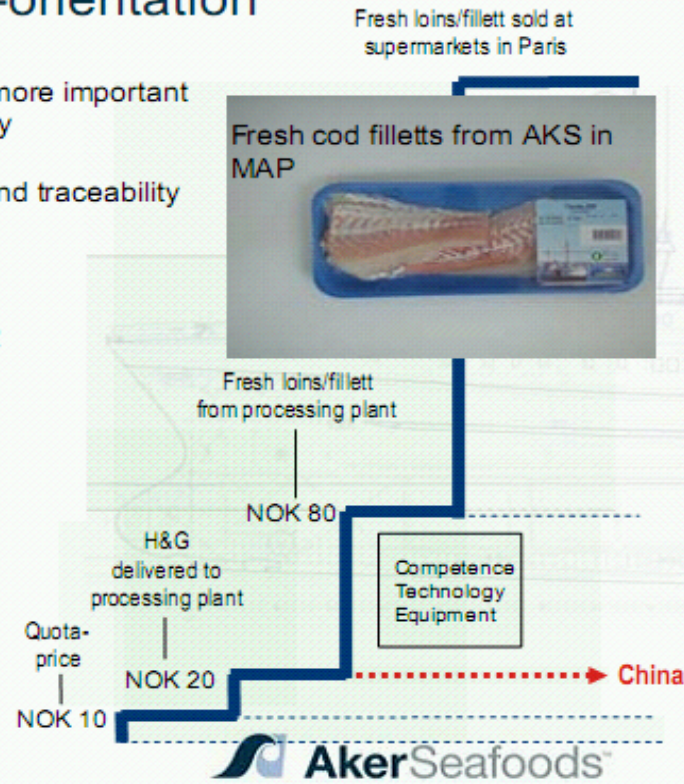 -orientation
more important
y
nd traceability
Fresh loins/fillett sold at
supermarkets in Paris
Fresh cod filletts from AKS in
MAP
Fresh loins/fillett
from processing plant
NOK 80
H&G
delivered to
processing plant
Competence
Technology
Equipment
Quota-
price
NOK 20
China
NOK 10
AkerSeafoods